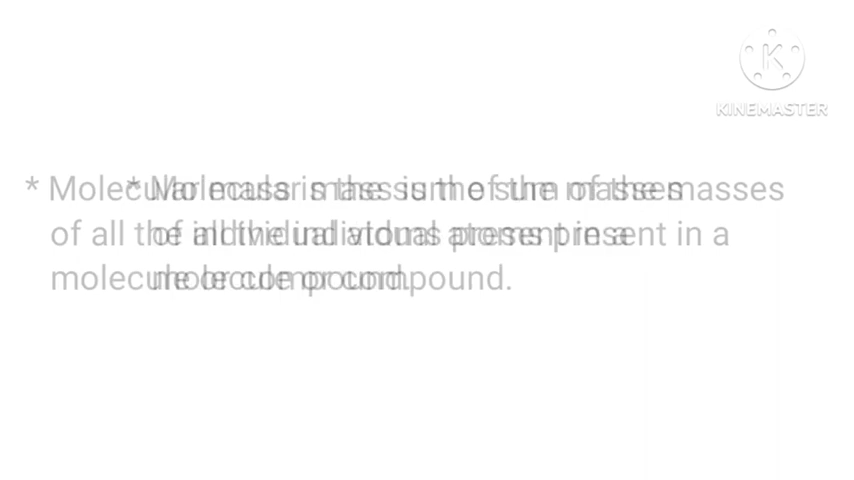 KINEMASTER
* Molecular mass is the sum of the masses
of all the individual atoms present in a
molecule or compound.